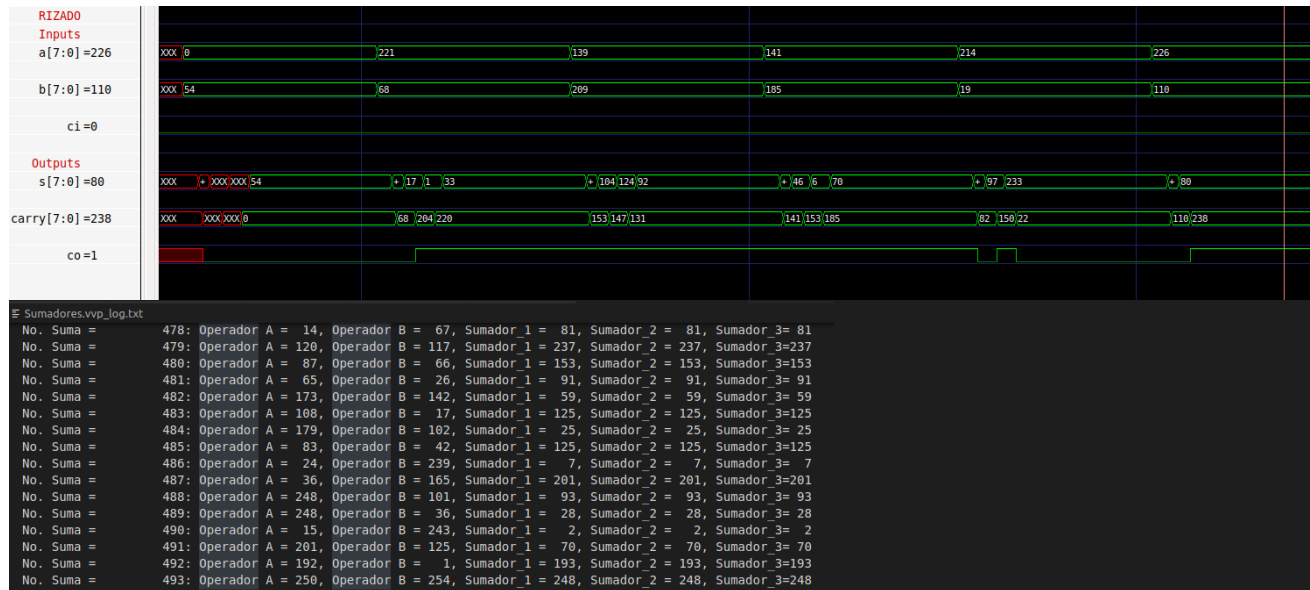 RIZADO
Inputs
a[7:0] =226 XXX 0 221 139 141 214 226
b[7:0] =110 XXX 54 68 209 185 19 110
ci =0
Outputs
s[7:0] =80 XXX + XXX XXX 54 + 17 1 33 + 104 124 92 + 46 6 70 + 97 233 + 80
carry[7:0] =238 XXX XXX XXX 0 68 204 220 153 147 131 141 153 185 82 150 22 110 238
co =1
Sumadores.vvp_log.txt
No. Suma = 478: Operador A = 14, Operador B = 67, Sumador_1 = 81, Sumador_2 = 81, Sumador_3= 81
No. Suma = 479: Operador A = 120, Operador B = 117, Sumador_1 = 237, Sumador_2 = 237, Sumador_3=237
No. Suma = 480: Operador A = 87, Operador B = 66, Sumador_1 = 153, Sumador_2 = 153, Sumador_3=153
No. Suma = 481: Operador A = 65, Operador B = 26, Sumador_1 = 91, Sumador_2 = 91, Sumador_3= 91
No. Suma = 482: Operador A = 173, Operador B = 142, Sumador_1 = 59, Sumador_2 = 59, Sumador_3= 59
No. Suma = 483: Operador A = 108, Operador B = 17, Sumador_1 = 125, Sumador_2 = 125, Sumador_3=125
No. Suma = 484: Operador A = 179, Operador B = 102, Sumador_1 = 25, Sumador_2 = 25, Sumador_3= 25
No. Suma = 485: Operador A = 83, Operador B = 42, Sumador_1 = 125, Sumador_2 = 125, Sumador_3=125
No. Suma = 486: Operador A = 24, Operador B = 239, Sumador_1 = 7, Sumador_2 = 7, Sumador_3= 7
No. Suma = 487: Operador A = 36, Operador B = 165, Sumador_1 = 201, Sumador_2 = 201, Sumador_3=201
No. Suma = 488: Operador A = 248, Operador B = 101, Sumador_1 = 93, Sumador_2 = 93, Sumador_3= 93
No. Suma = 489: Operador A = 248, Operador B = 36, Sumador_1 = 28, Sumador_2 = 28, Sumador_3= 28
No. Suma = 490: Operador A = 15, Operador B = 243, Sumador_1 = 2, Sumador_2 = 2, Sumador_3= 2
No. Suma = 491: Operador A = 201, Operador B = 125, Sumador_1 = 70, Sumador_2 = 70, Sumador_3= 70
No. Suma = 492: Operador A = 192, Operador B = 1, Sumador_1 = 193, Sumador_2 = 193, Sumador_3=193
No. Suma = 493: Operador A = 250, Operador B = 254, Sumador_1 = 248, Sumador_2 = 248, Sumador_3=248